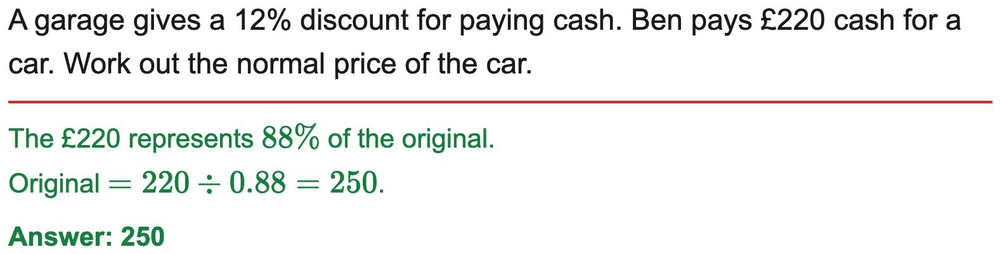 A garage gives a 12% discount for paying cash. Ben pays £220 cash for a
car. Work out the normal price of the car.
The £220 represents 88% of the original.
Original = 220 ÷ 0.88 = 250.
Answer: 250